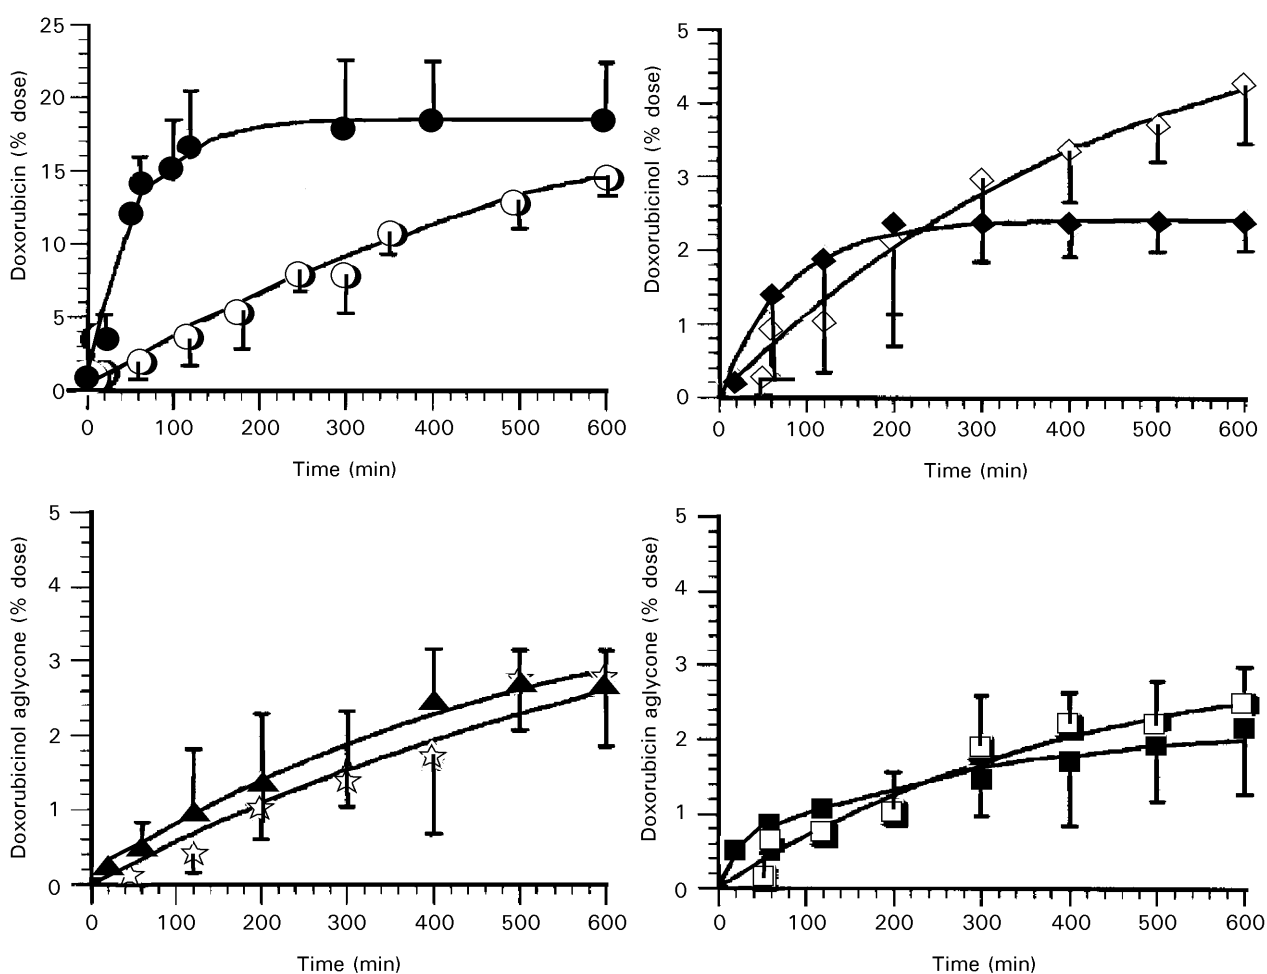 Doxorubicin (% dose)
25
20
15
10
5
0
0 100 200 300 400 500 600
Time (min)
Doxorubicinol (% dose)
5
4
3
2
1
0
0 100 200 300 400 500 600
Time (min)
Doxorubicinol aglycone (% dose)
5
4
3
2
1
0
0 100 200 300 400 500 600
Time (min)
Doxorubicin aglycone (% dose)
5
4
3
2
1
0
0 100 200 300 400 500 600
Time (min)